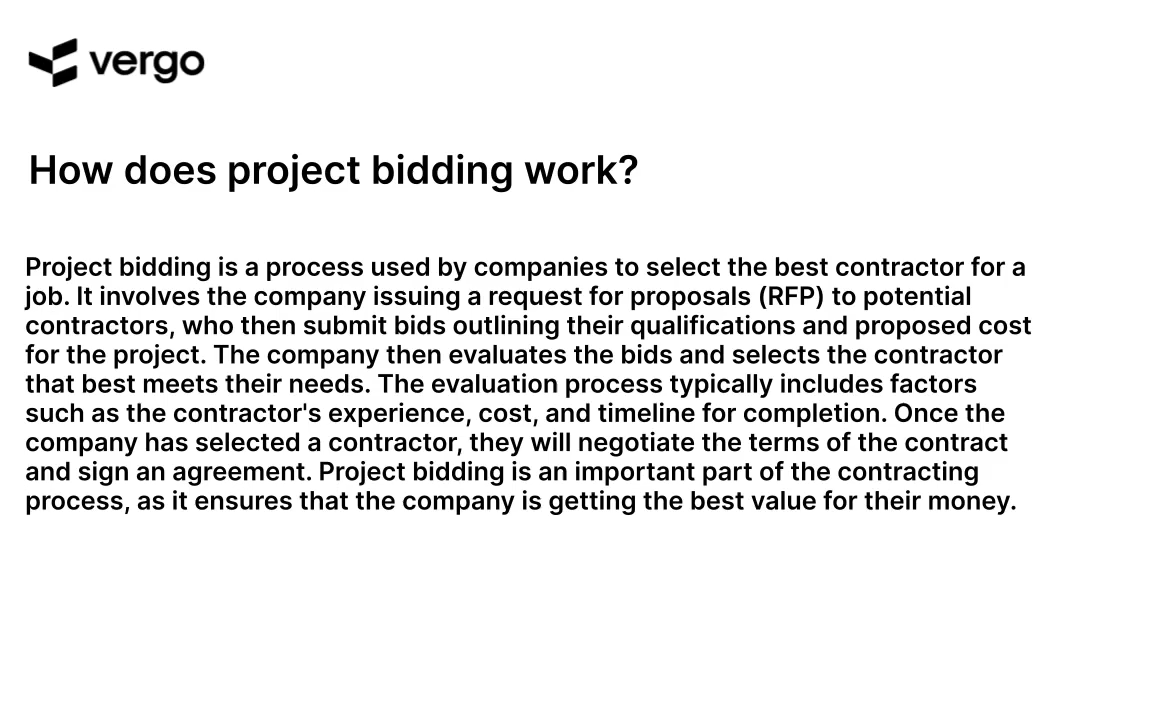 vergo
How does project bidding work?
Project bidding is a process used by companies to select the best contractor for a
job. It involves the company issuing a request for proposals (RFP) to potential
contractors, who then submit bids outlining their qualifications and proposed cost
for the project. The company then evaluates the bids and selects the contractor
that best meets their needs. The evaluation process typically includes factors
such as the contractor's experience, cost, and timeline for completion. Once the
company has selected a contractor, they will negotiate the terms of the contract
and sign an agreement. Project bidding is an important part of the contracting
process, as it ensures that the company is getting the best value for their money.